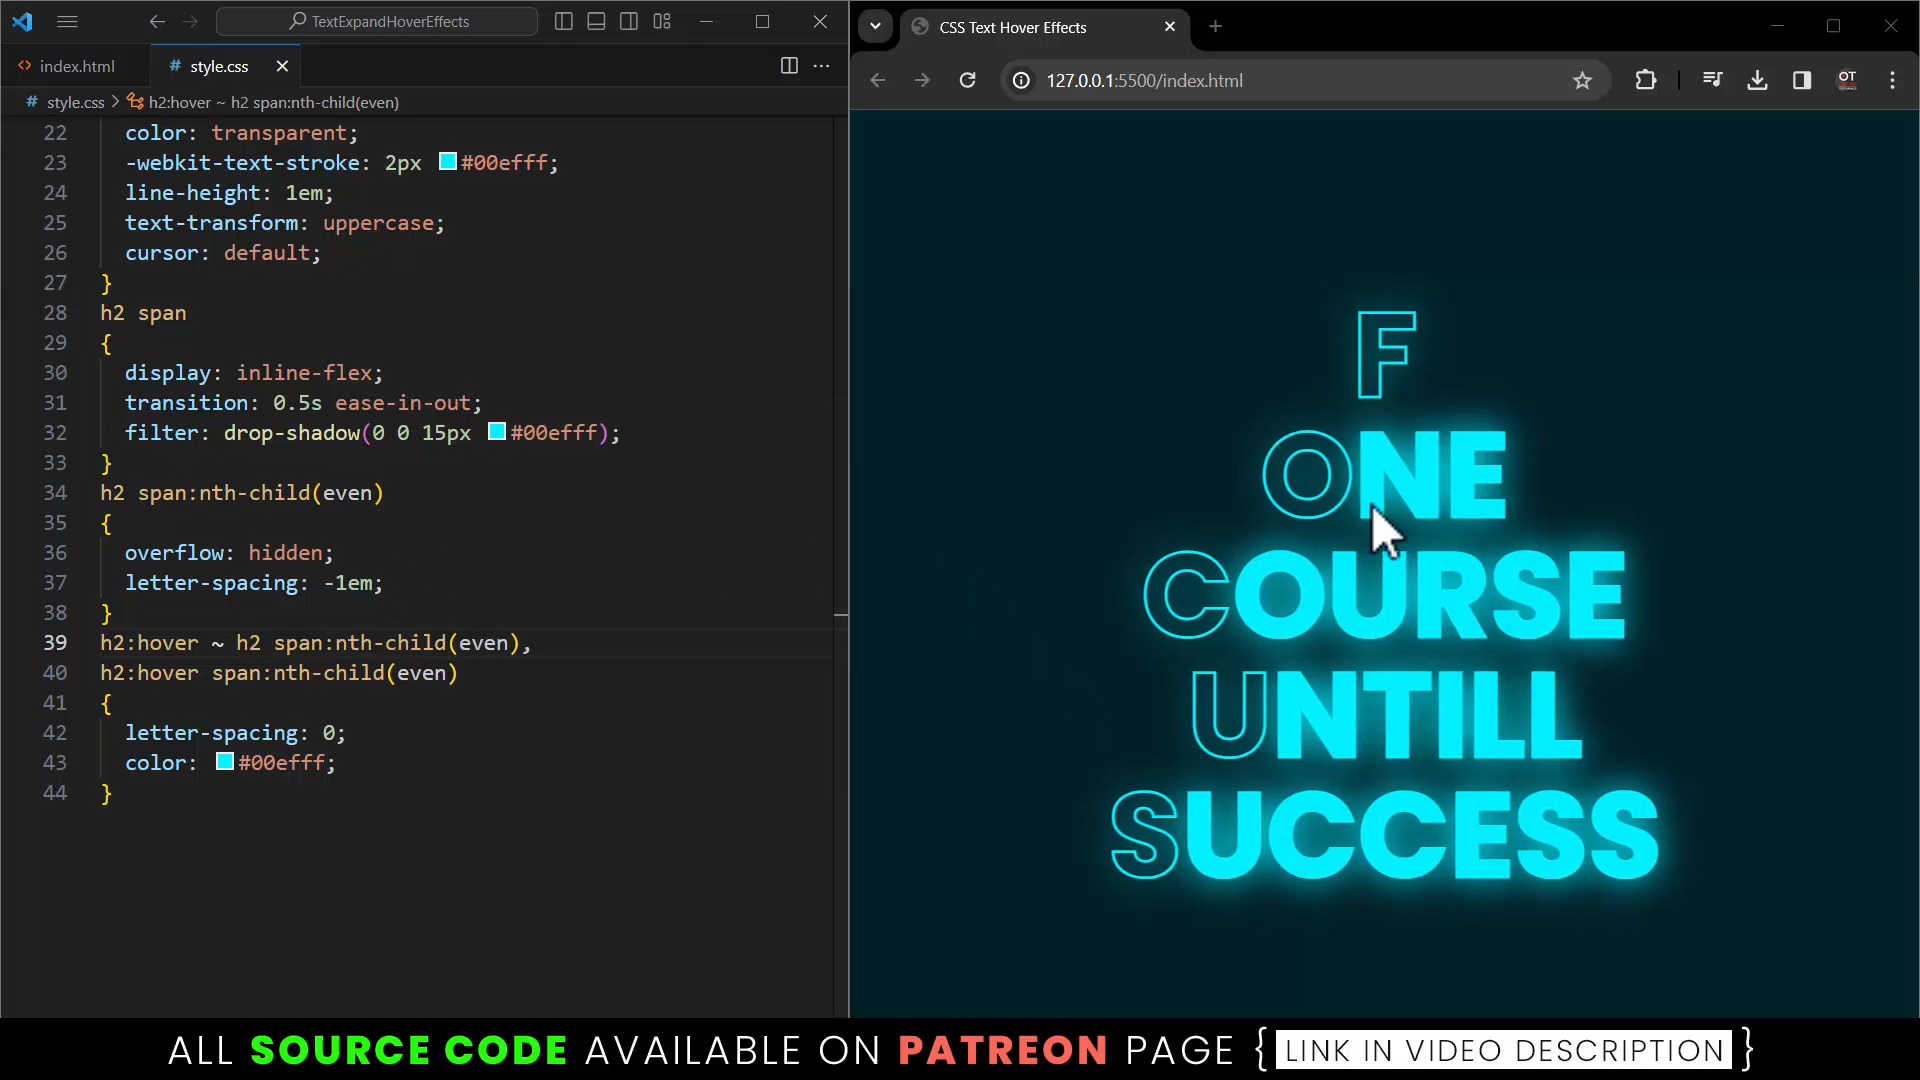 TextExpandHoverEffects
index.html
# style.css
# style.css > h2:hover ~ h2 span:nth-child(even)
22 color: transparent;
23 -webkit-text-stroke: 2px #00efff;
24 line-height: 1em;
25 text-transform: uppercase;
26 cursor: default;
27 }
28 h2 span
29 {
30 display: inline-flex;
31 transition: 0.5s ease-in-out;
32 filter: drop-shadow(0 0 15px #00efff);
33 }
34 h2 span:nth-child(even)
35 {
36 overflow: hidden;
37 letter-spacing: -1em;
38 }
39 h2:hover ~ h2 span:nth-child(even),
40 h2:hover span:nth-child(even)
41 {
42 letter-spacing: 0;
43 color: #00efff;
44 }
CSS Text Hover Effects
127.0.0.1:5500/index.html
OT
F
ONE
COURSE
UNTILL
SUCCESS
ALL SOURCE CODE AVAILABLE ON PATREON PAGE { LINK IN VIDEO DESCRIPTION }